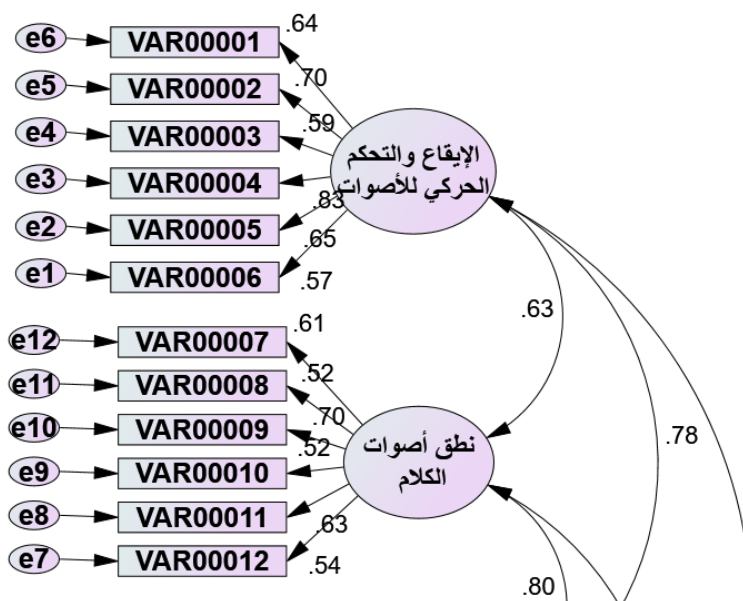 .64
e6 VAR00001
.70
e5 VAR00002
.59
e4 VAR00003
e3 VAR00004
.83
e2 VAR00005
.65
e1 VAR00006
.57
الإيقاع والتحكم
الحركي للأصوات
.63
.61
e12 VAR00007
.52
e11 VAR00008
.70
e10 VAR00009
.52
e9 VAR00010
e8 VAR00011
.63
e7 VAR00012
.54
نطق أصوات
الكلام
.78
.80